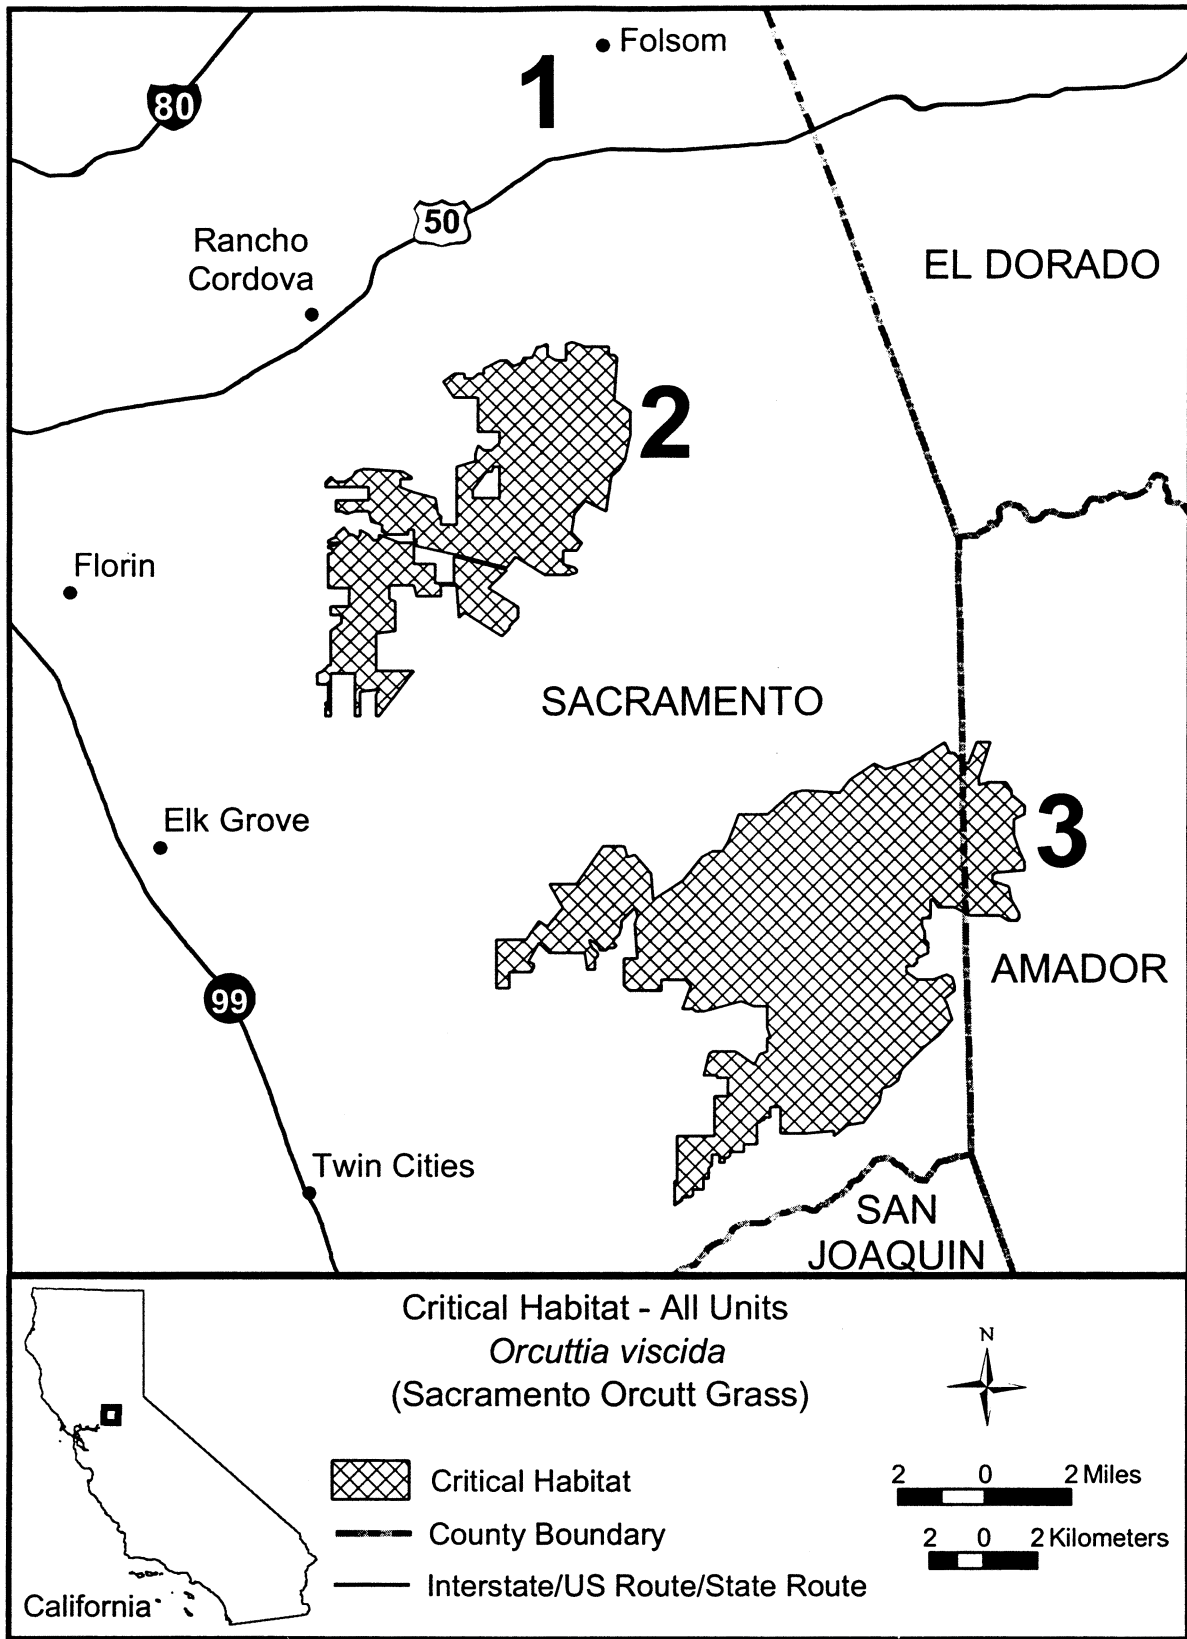 Folsom
1
80
50
Rancho
Cordova
EL DORADO
2
Florin
SACRAMENTO
Elk Grove
3
AMADOR
99
Twin Cities
SAN
JOAQUIN
Critical Habitat - All Units
Orcuttia viscida
(Sacramento Orcutt Grass)
N
Critical Habitat
County Boundary
Interstate/US Route/State Route
2 0 2 Miles
2 0 2 Kilometers
California